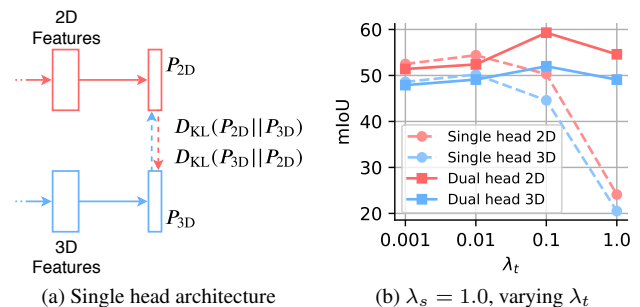 2D
Features
P2D
DKL(P2D||P3D)
DKL(P3D||P2D)
P3D
3D
Features
(a) Single head architecture
mIoU
60
50
40
30
20
Single head 2D
Single head 3D
Dual head 2D
Dual head 3D
0.001 0.01 0.1 1.0
λt
(b) λs = 1.0, varying λt